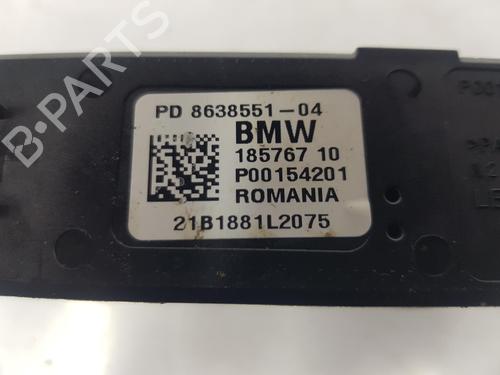 B-PARTS
PD 8638551-04
BMW
185767 10
P00154201
ROMANIA
21B1881L2075